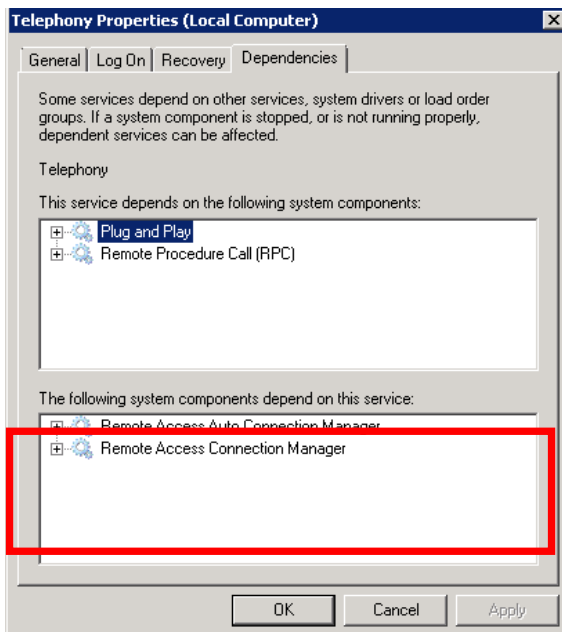 Telephony Properties (Local Computer)
General Log On Recovery Dependencies
Some services depend on other services, system drivers or load order
groups. If a system component is stopped, or is not running properly,
dependent services can be affected.
Telephony
This service depends on the following system components:
Plug and Play
Remote Procedure Call (RPC)
The following system components depend on this service:
Remote Access Auto Connection Manager
Remote Access Connection Manager
OK Cancel Apply